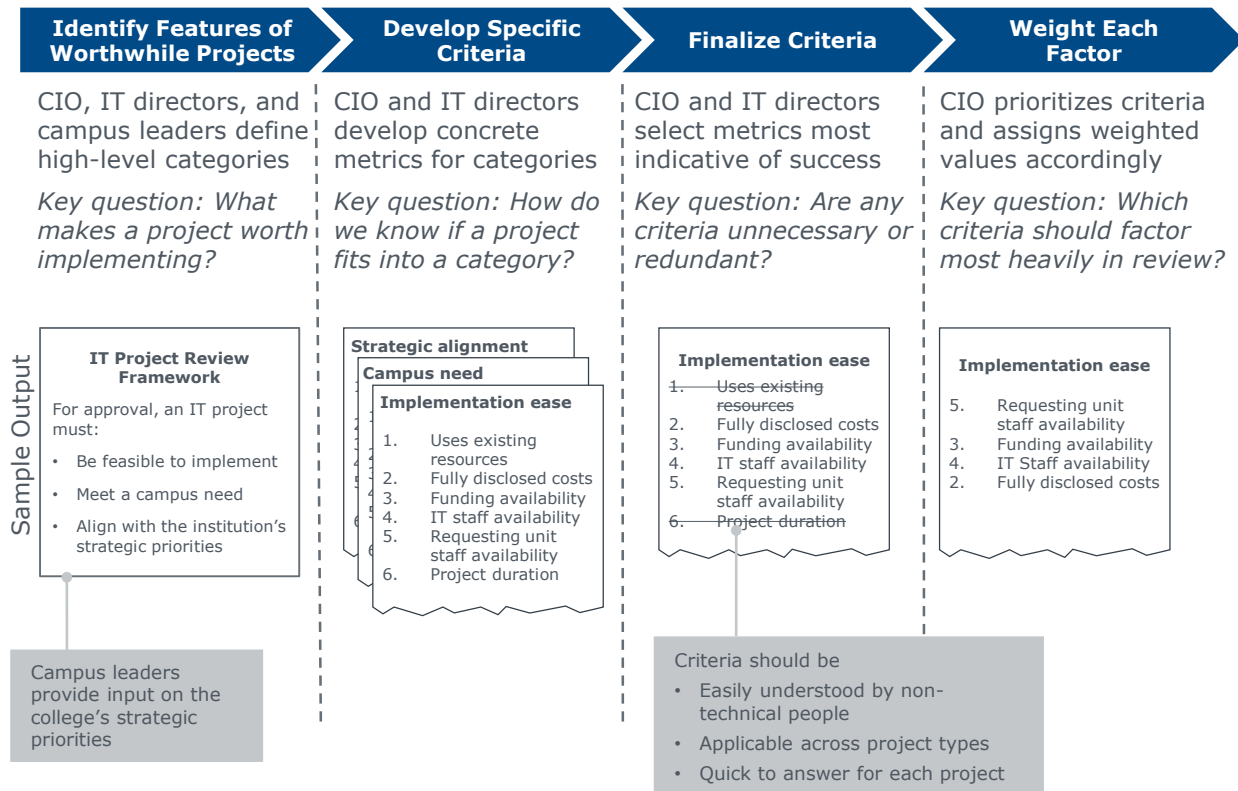 Identify Features of
Worthwhile Projects
Develop Specific
Criteria
Finalize Criteria
Weight Each
Factor
CIO, IT directors, and
campus leaders define
high-level categories
Key question: What
makes a project worth
implementing?
CIO and IT directors
develop concrete
metrics for categories
Key question: How do
we know if a project
fits into a category?
CIO and IT directors
select metrics most
indicative of success
Key question: Are any
criteria unnecessary or
redundant?
CIO prioritizes criteria
and assigns weighted
values accordingly
Key question: Which
criteria should factor
most heavily in review?
Sample Output
IT Project Review
Framework
For approval, an IT project
must:
• Be feasible to implement
• Meet a campus need
• Align with the institution's
strategic priorities
Campus leaders
provide input on the
college's strategic
priorities
Strategic alignment
Campus need
Implementation ease
1. Uses existing
resources
2. Fully disclosed costs
3. Funding availability
4. IT staff availability
5. Requesting unit
staff availability
6. Project duration
Implementation ease
1. Uses existing
resources
2. Fully disclosed costs
3. Funding availability
4. IT staff availability
5. Requesting unit
staff availability
6. Project duration
Criteria should be
• Easily understood by non-
technical people
• Applicable across project types
• Quick to answer for each project
Implementation ease
5. Requesting unit
staff availability
3. Funding availability
4. IT Staff availability
2. Fully disclosed costs